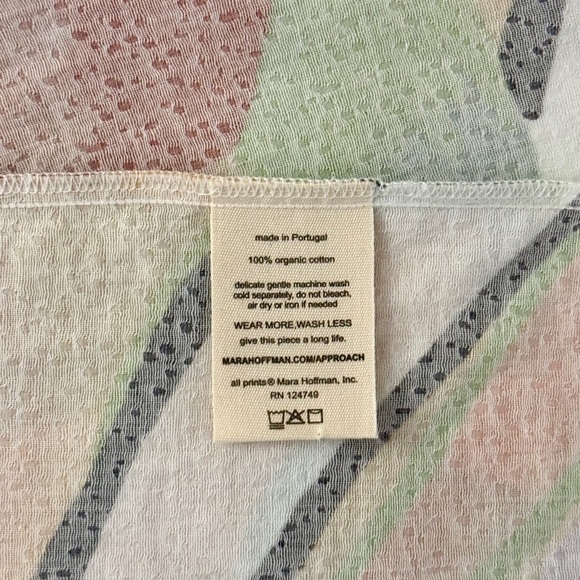 made in Portugal
100% organic cotton
delicate gentle machine wash
cold separately, do not bleach,
air dry or iron if needed
WEAR MORE,WASH LESS
give this piece a long life.
MARAHOFFMAN.COM/APPROACH
all prints® Mara Hoffman, Inc.
RN 124749